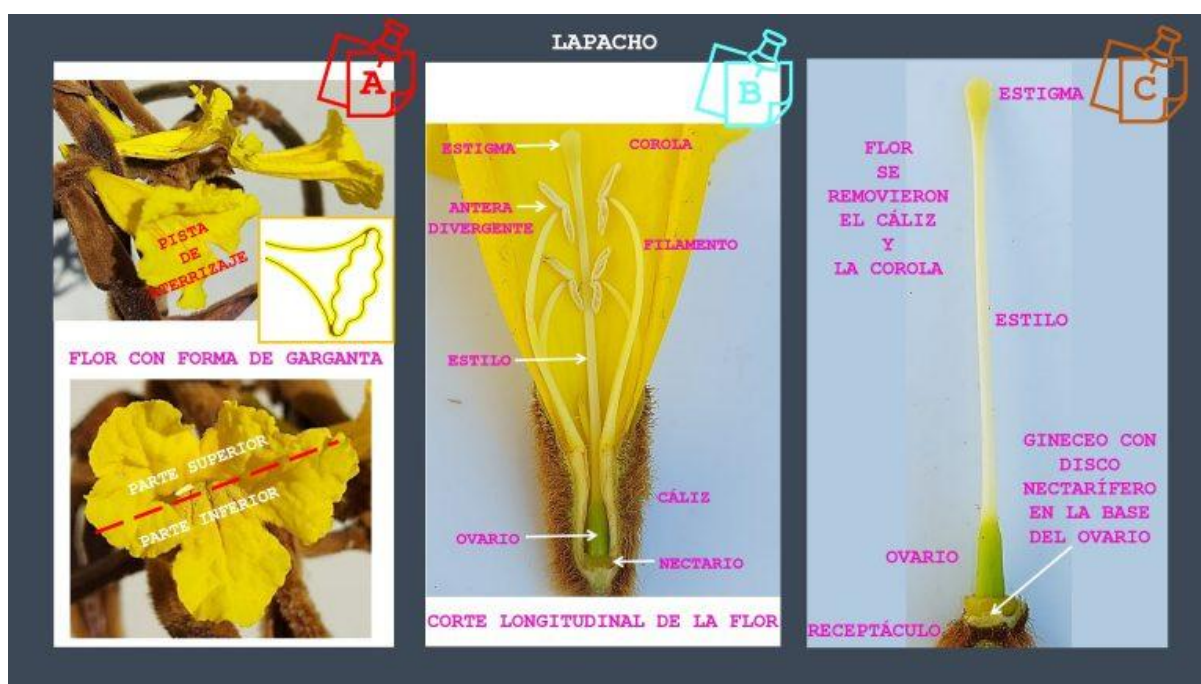 LAPACHO
A
PISTA
DE
ATERRIZAJE
FLOR CON FORMA DE GARGANTA
PARTE SUPERIOR
PARTE INFERIOR
B
ESTIGMA
COROLA
ANTERA
DIVERGENTE
FILAMENTO
ESTILO
CÁLIZ
OVARIO
NECTARIO
CORTE LONGITUDINAL DE LA FLOR
C
ESTIGMA
FLOR
SE
REMOVIERON
EL CÁLIZ
Y
LA COROLA
ESTILO
GINECEO CON
DISCO
NECTARÍFERO
EN LA BASE
DEL OVARIO
OVARIO
RECEPTÁCULO